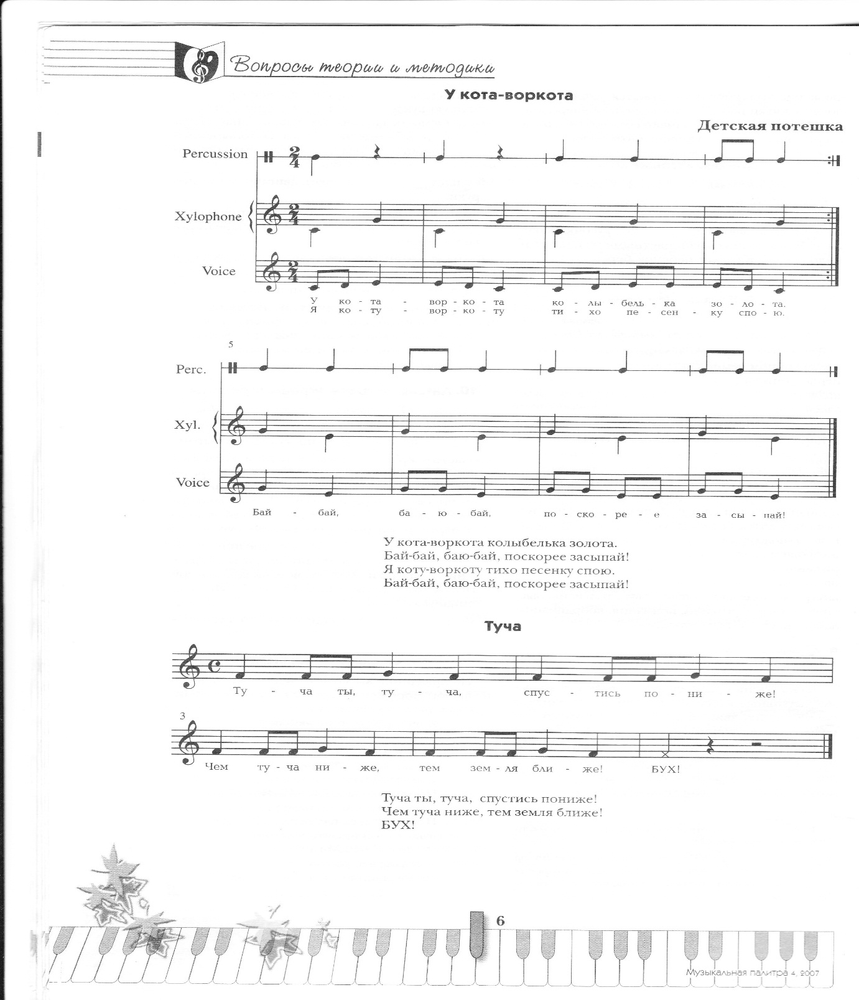 Вопросы теории и методики
У кота-воркота
Детская потешка
Percussion
Xylophone
Voice
У ко - та - вор - ко - та ко - лы - бель - ка зо - ло - та.
Я ко - ту - вор - ко - ту ти - хо пе - сен - ку спо - ю.
5
Perc.
Xyl.
Voice
Бай - бай, ба - ю - бай, по - ско - ре - е за - сы - пай!
У кота-воркота колыбелька золота.
Бай-бай, баю-бай, поскорее засыпай!
Я коту-воркоту тихо песенку спою.
Бай-бай, баю-бай, поскорее засыпай!
Туча
Ту - ча ты, ту - ча, спус - тись по - ни - же!
3
Чем ту - ча ни - же, тем зем - ля бли - же! БУХ!
Туча ты, туча, спустись пониже!
Чем туча ниже, тем земля ближе!
БУХ!
6
Музыкальная палитра 4, 2007